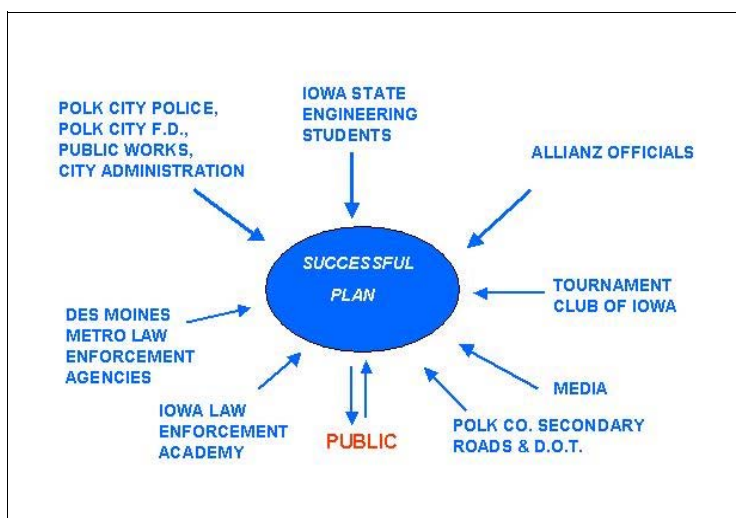 POLK CITY POLICE,
POLK CITY F.D.,
PUBLIC WORKS,
CITY ADMINISTRATION
IOWA STATE
ENGINEERING
STUDENTS
ALLIANZ OFFICIALS
SUCCESSFUL
PLAN
DES MOINES
METRO LAW
ENFORCEMENT
AGENCIES
TOURNAMENT
CLUB OF IOWA
IOWA LAW
ENFORCEMENT
ACADEMY
PUBLIC
MEDIA
POLK CO. SECONDARY
ROADS & D.O.T.